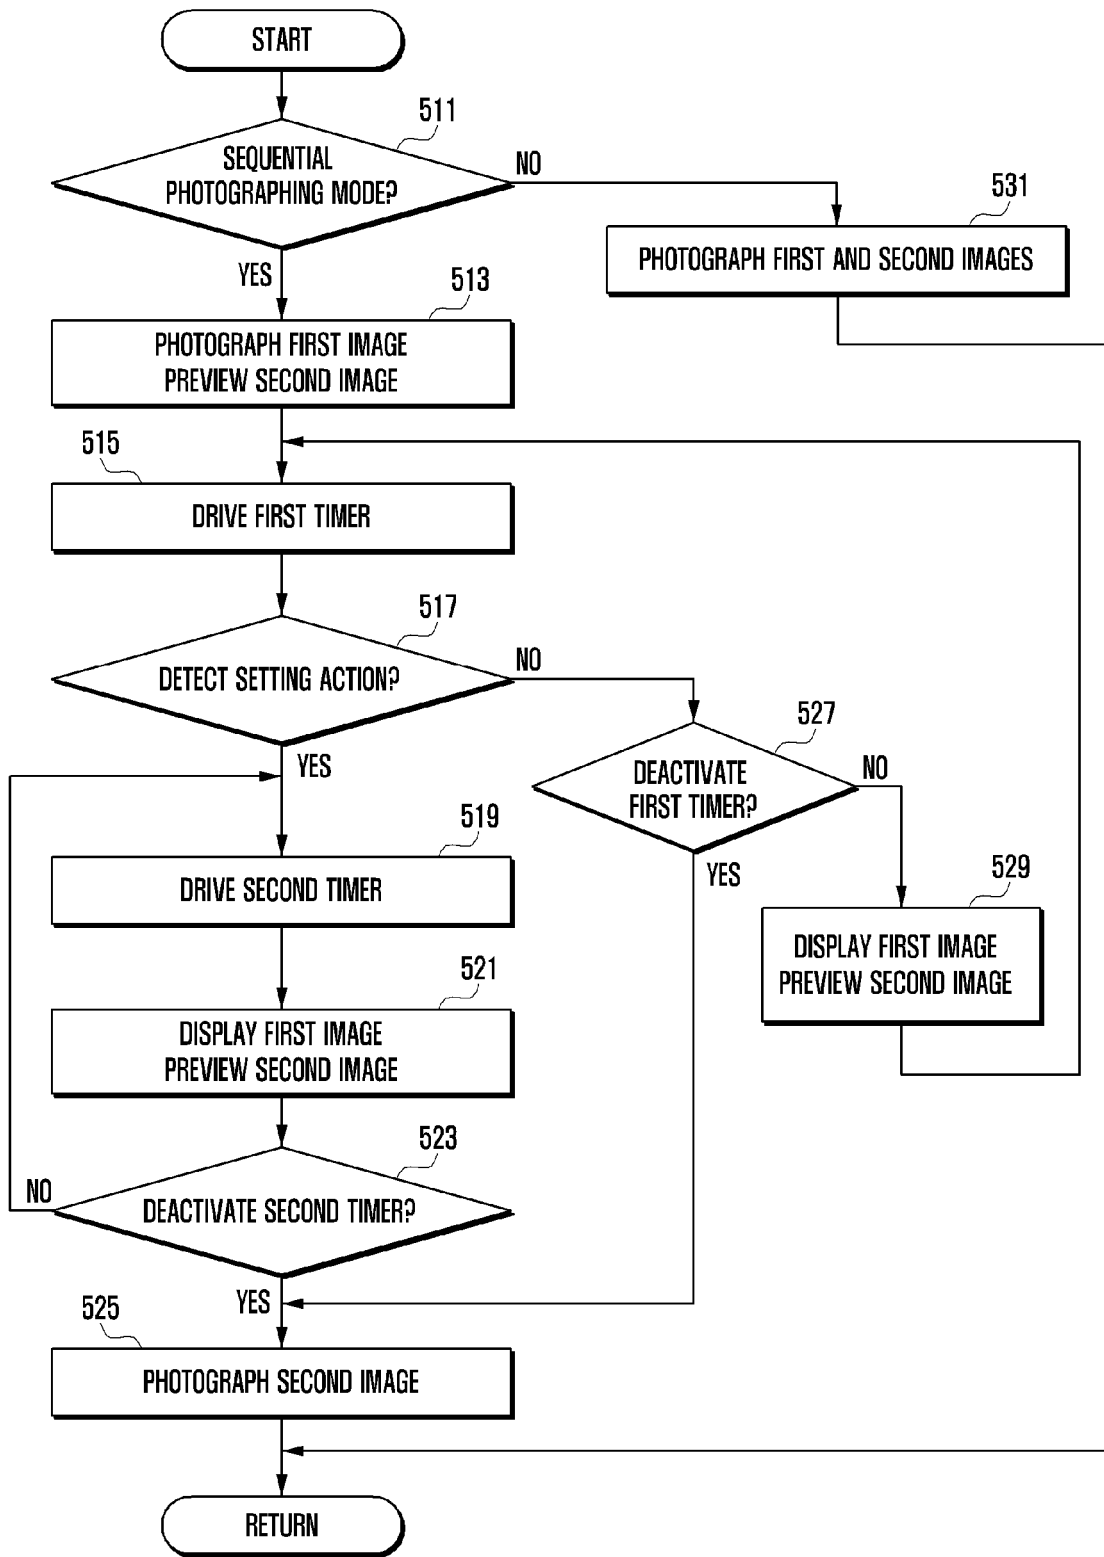 START
511
SEQUENTIAL
PHOTOGRAPHING MODE?
NO
531
PHOTOGRAPH FIRST AND SECOND IMAGES
YES
513
PHOTOGRAPH FIRST IMAGE
PREVIEW SECOND IMAGE
515
DRIVE FIRST TIMER
517
DETECT SETTING ACTION?
NO
527
DEACTIVATE
FIRST TIMER?
NO
YES
YES
519
DRIVE SECOND TIMER
529
DISPLAY FIRST IMAGE
PREVIEW SECOND IMAGE
521
DISPLAY FIRST IMAGE
PREVIEW SECOND IMAGE
523
DEACTIVATE SECOND TIMER?
NO
YES
525
PHOTOGRAPH SECOND IMAGE
RETURN